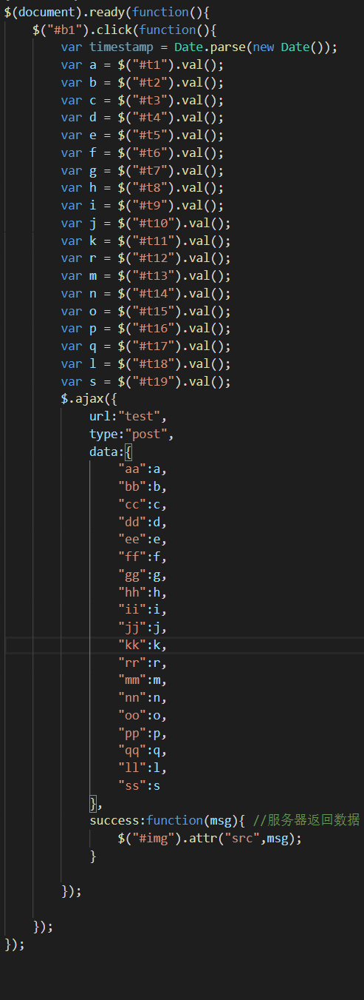 $(document).ready(function(){
$("#b1").click(function(){
var timestamp = Date.parse(new Date());
var a = $("#t1").val();
var b = $("#t2").val();
var c = $("#t3").val();
var d = $("#t4").val();
var e = $("#t5").val();
var f = $("#t6").val();
var g = $("#t7").val();
var h = $("#t8").val();
var i = $("#t9").val();
var j = $("#t10").val();
var k = $("#t11").val();
var r = $("#t12").val();
var m = $("#t13").val();
var n = $("#t14").val();
var o = $("#t15").val();
var p = $("#t16").val();
var q = $("#t17").val();
var l = $("#t18").val();
var s = $("#t19").val();
$.ajax({
url:"test",
type:"post",
data:{
"aa":a,
"bb":b,
"cc":c,
"dd":d,
"ee":e,
"ff":f,
"gg":g,
"hh":h,
"ii":i,
"jj":j,
"kk":k,
"rr":r,
"mm":m,
"nn":n,
"oo":o,
"pp":p,
"qq":q,
"ll":l,
"ss":s
},
success:function(msg){ //服务器返回数据
$("#img").attr("src",msg);
}
});
});
});